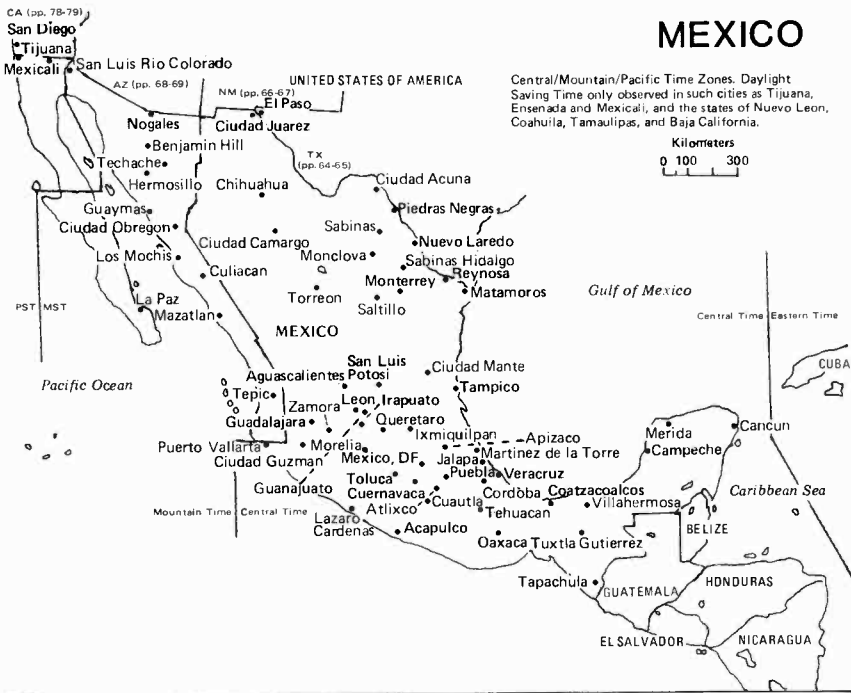 CA (pp. 78-79)
MEXICO
San Diego
Tijuana
Mexicali
San Luis Rio Colorado
AZ (pp. 68-69)
NM (pp. 66-67)
UNITED STATES OF AMERICA
Central/Mountain/Pacific Time Zones. Daylight
Saving Time only observed in such cities as Tijuana,
Ensenada and Mexicali, and the states of Nuevo Leon,
Coahuila, Tamaulipas, and Baja California.
El Paso
Nogales
Ciudad Juarez
Kilometers
0 100 300
Benjamin Hill
TX
(pp. 64-65)
Techache
Hermosillo
Chihuahua
Ciudad Acuna
Guaymas
Piedras Negras
Ciudad Obregon
Sabinas
Ciudad Camargo
Nuevo Laredo
Los Mochis
Monclova
Sabinas Hidalgo
Culiacan
Monterrey
Reynosa
La Paz
Torreon
Matamoros
Gulf of Mexico
PST
MST
Mazatlan
Saltillo
Central Time
Eastern Time
MEXICO
San Luis
Potosi
Ciudad Mante
CUBA
Pacific Ocean
Aguascalientes
Tepic
Leon
Irapuato
Tampico
Zamora
Guadalajara
Queretaro
Ixmiquilpan
Apizaco
Merida
Cancun
Puerto Vallarta
Morelia
Mexico, DF
Jalapa
Martinez de la Torre
Campeche
Ciudad Guzman
Toluca
Puebla
Veracruz
Guanajuato
Cuernavaca
Cordoba
Coatzacoalcos
Caribbean Sea
Atlixco
Cuautla
Tehuacan
Villahermosa
Mountain Time
Central Time
Lazaro
Cardenas
Acapulco
BELIZE
Oaxaca
Tuxtla Gutierrez
Tapachula
GUATEMALA
HONDURAS
EL SALVADOR
NICARAGUA